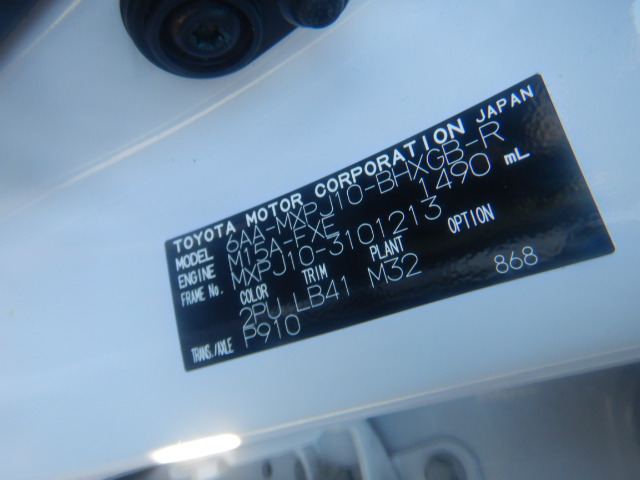 TOYOTA MOTOR CORPORATION JAPAN
MODEL 6AA-MXPJ10-BHXGB-R
ENGINE M15A-FXE 1490 mL
FRAME No. MXPJ10-3101213
COLOR TRIM PLANT OPTION
2PU LB41 M32 868
TRANS./AXLE P910